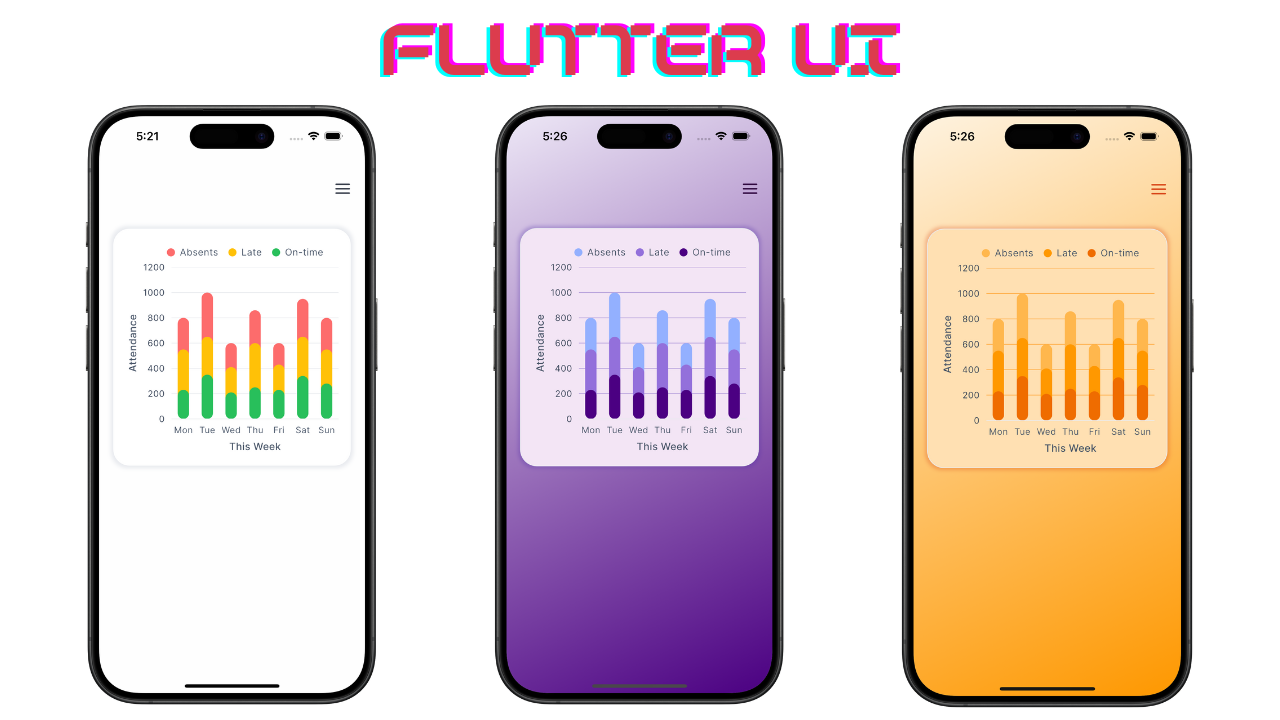 FLUTTER UI
5:21
Absents Late On-time
1200
1000
800
600
400
200
0
Attendance
Mon Tue Wed Thu Fri Sat Sun
This Week
5:26
Absents Late On-time
1200
1000
800
600
400
200
0
Attendance
Mon Tue Wed Thu Fri Sat Sun
This Week
5:26
Absents Late On-time
1200
1000
800
600
400
200
0
Attendance
Mon Tue Wed Thu Fri Sat Sun
This Week